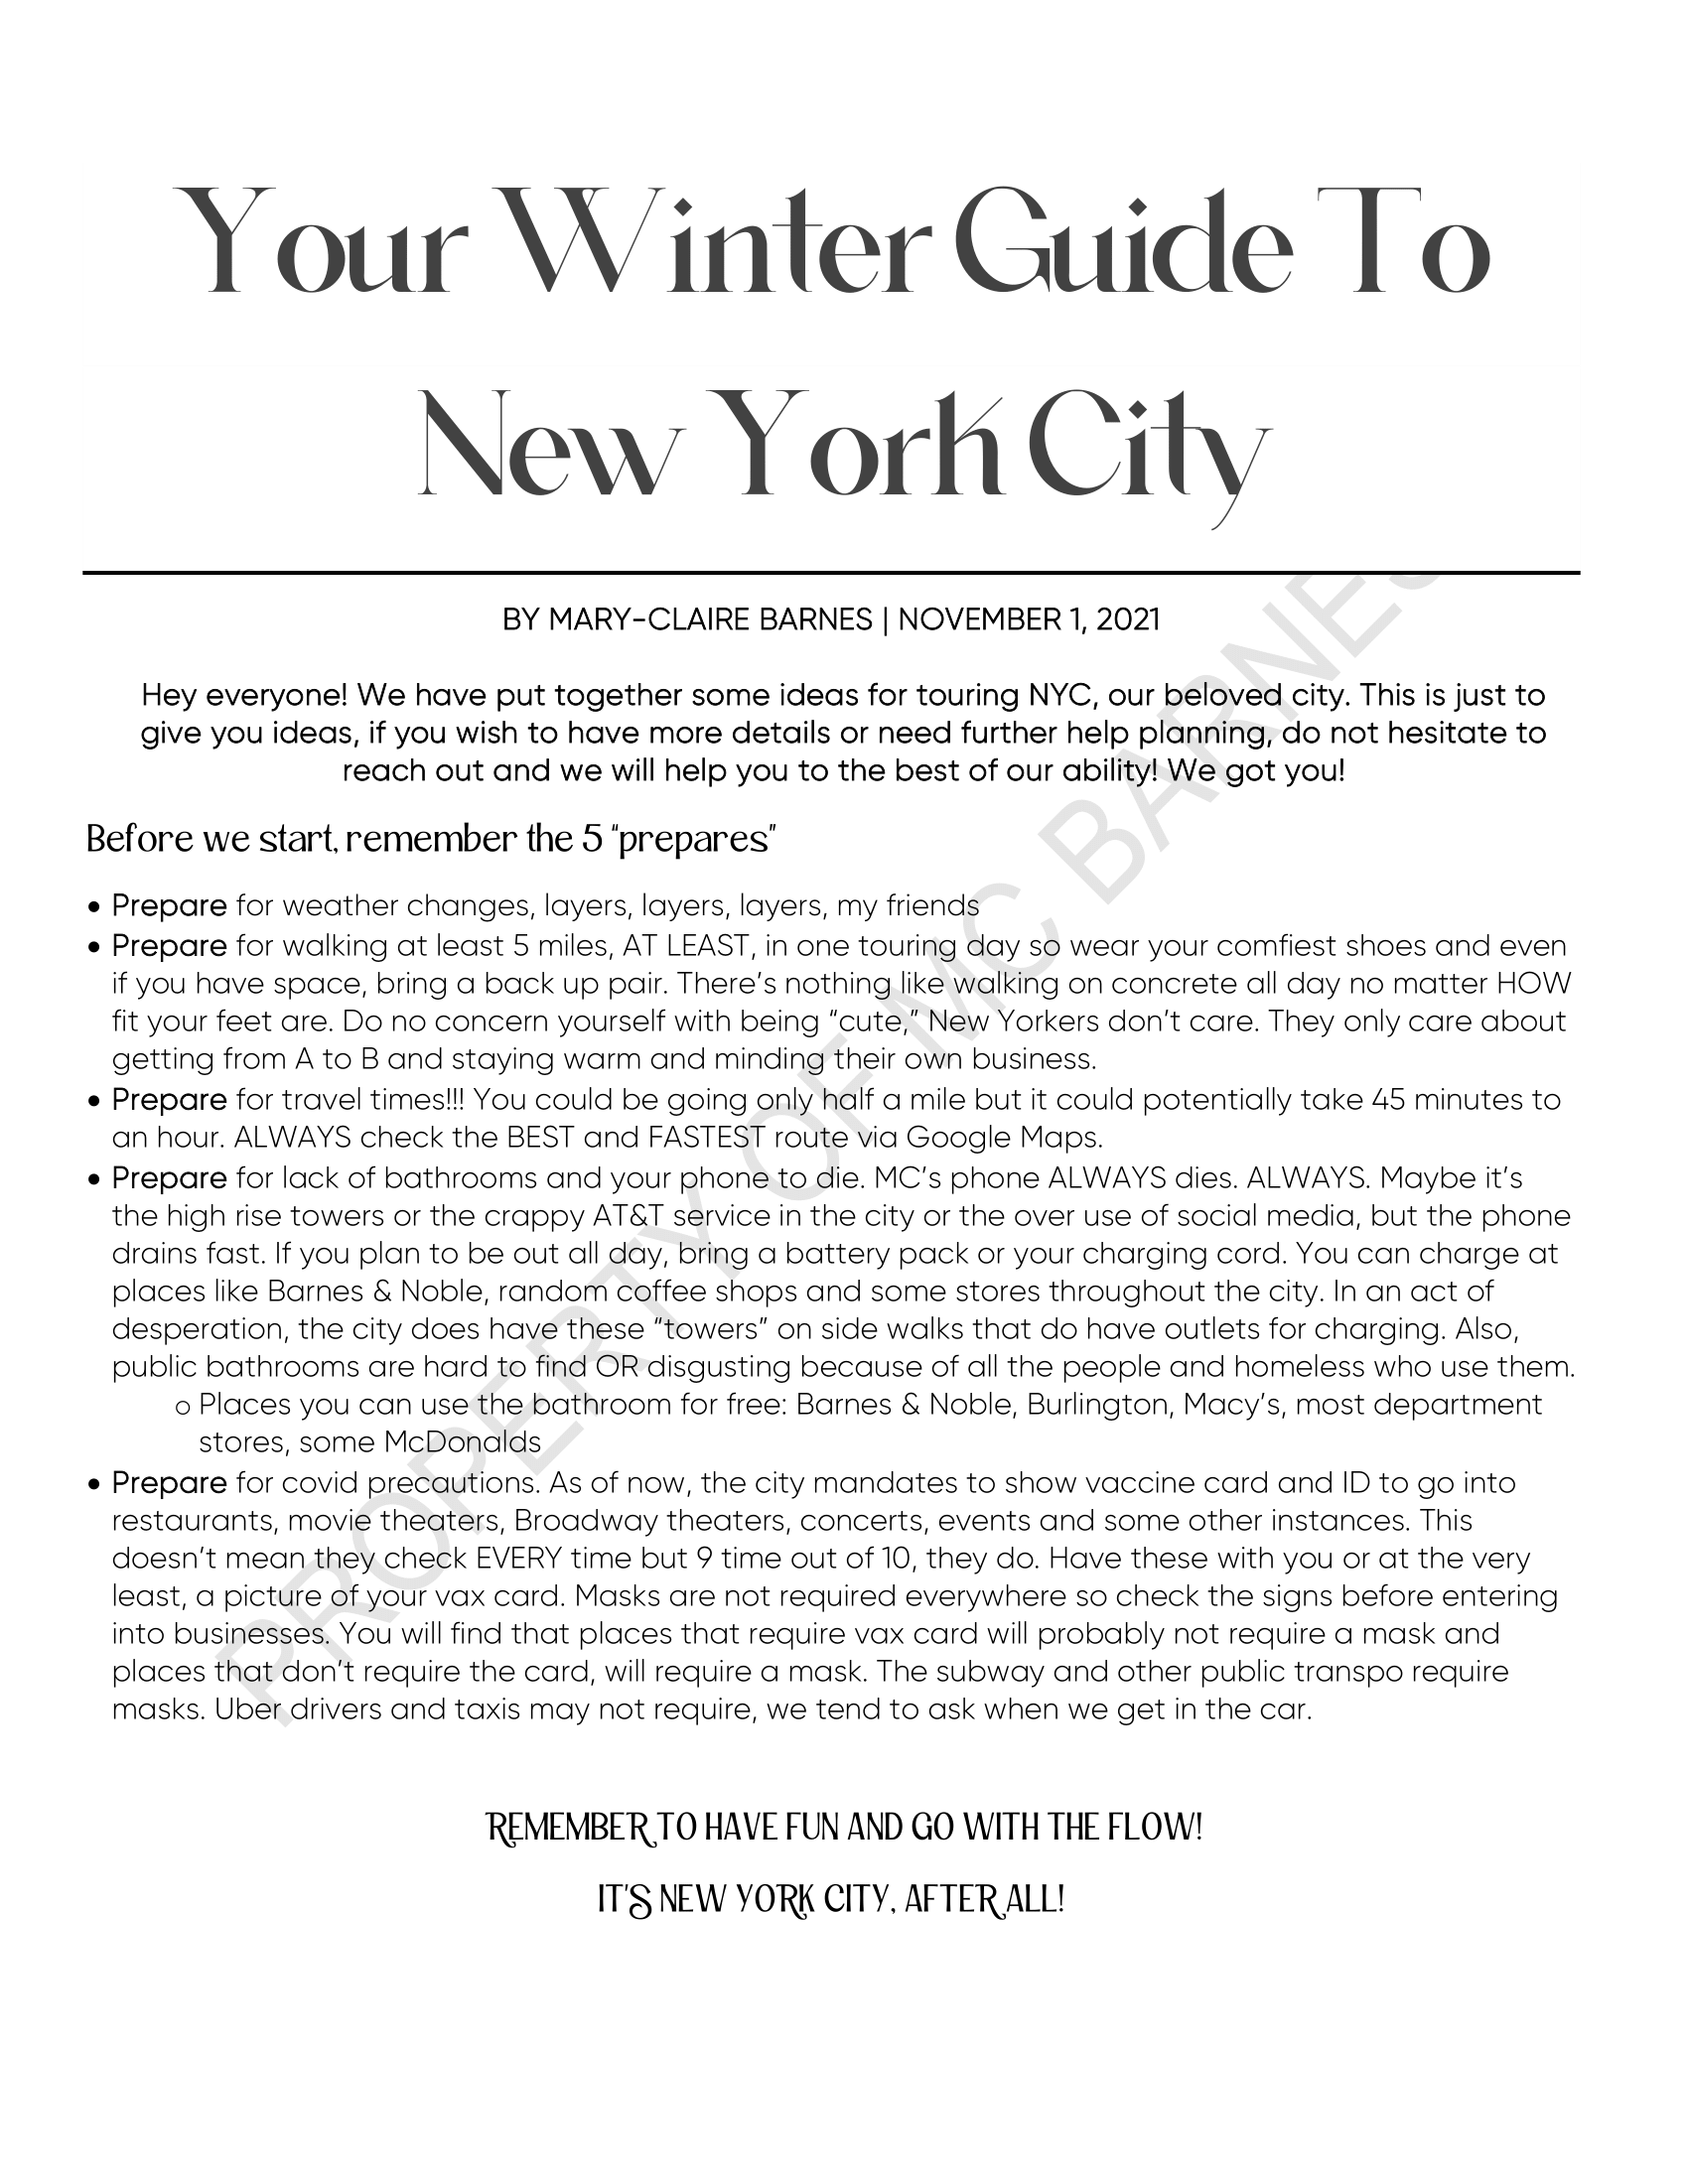 Your Winter Guide To
New York City
BY MARY-CLAIRE BARNES | NOVEMBER 1, 2021
Hey everyone! We have put together some ideas for touring NYC, our beloved city. This is just to
give you ideas, if you wish to have more details or need further help planning, do not hesitate to
reach out and we will help you to the best of our ability! We got you!
Before we start, remember the 5 “prepares”
• Prepare for weather changes, layers, layers, layers, my friends
• Prepare for walking at least 5 miles, AT LEAST, in one touring day so wear your comfiest shoes and even
if you have space, bring a back up pair. There’s nothing like walking on concrete all day no matter HOW
fit your feet are. Do no concern yourself with being “cute,” New Yorkers don’t care. They only care about
getting from A to B and staying warm and minding their own business.
• Prepare for travel times!!! You could be going only half a mile but it could potentially take 45 minutes to
an hour. ALWAYS check the BEST and FASTEST route via Google Maps.
• Prepare for lack of bathrooms and your phone to die. MC’s phone ALWAYS dies. ALWAYS. Maybe it’s
the high rise towers or the crappy AT&T service in the city or the over use of social media, but the phone
drains fast. If you plan to be out all day, bring a battery pack or your charging cord. You can charge at
places like Barnes & Noble, random coffee shops and some stores throughout the city. In an act of
desperation, the city does have these “towers” on side walks that do have outlets for charging. Also,
public bathrooms are hard to find OR disgusting because of all the people and homeless who use them.
○ Places you can use the bathroom for free: Barnes & Noble, Burlington, Macy’s, most department
stores, some McDonalds
• Prepare for covid precautions. As of now, the city mandates to show vaccine card and ID to go into
restaurants, movie theaters, Broadway theaters, concerts, events and some other instances. This
doesn’t mean they check EVERY time but 9 time out of 10, they do. Have these with you or at the very
least, a picture of your vax card. Masks are not required everywhere so check the signs before entering
into businesses. You will find that places that require vax card will probably not require a mask and
places that don’t require the card, will require a mask. The subway and other public transpo require
masks. Uber drivers and taxis may not require, we tend to ask when we get in the car.
REMEMBER TO HAVE FUN AND GO WITH THE FLOW!
IT'S NEW YORK CITY, AFTER ALL!
PROPERTY OF MC BARNES